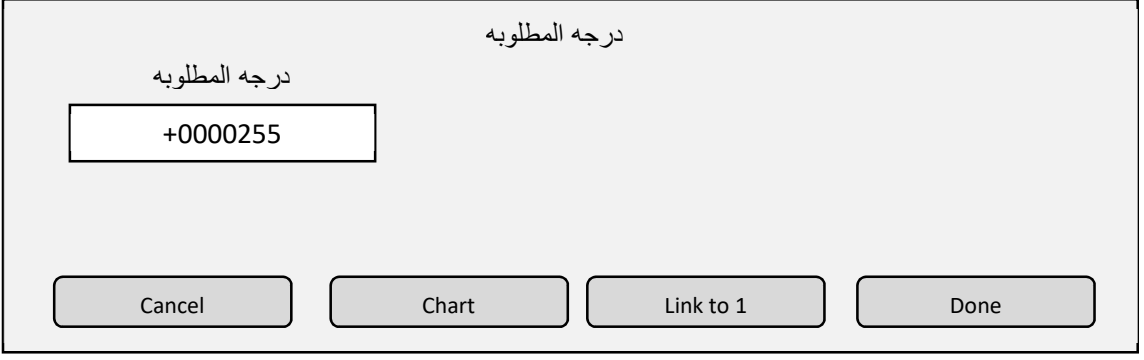 درجه المطلوبه
درجه المطلوبه
+0000255
Cancel
Chart
Link to 1
Done